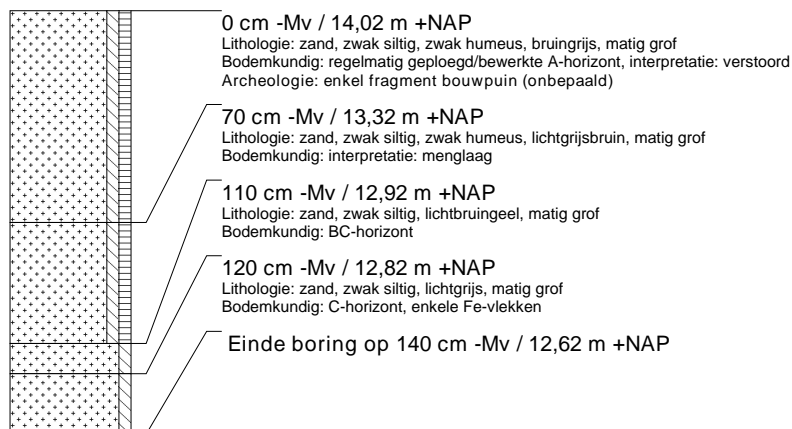 0 cm -Mv / 14,02 m +NAP
Lithologie: zand, zwak siltig, zwak humeus, bruingrijs, matig grof
Bodemkundig: regelmatig geploegd/bewerkte A-horizont, interpretatie: verstoord
Archeologie: enkel fragment bouwpuin (onbepaald)
70 cm -Mv / 13,32 m +NAP
Lithologie: zand, zwak siltig, zwak humeus, lichtgrijsbruin, matig grof
Bodemkundig: interpretatie: menglaag
110 cm -Mv / 12,92 m +NAP
Lithologie: zand, zwak siltig, lichtbruingeel, matig grof
Bodemkundig: BC-horizont
120 cm -Mv / 12,82 m +NAP
Lithologie: zand, zwak siltig, lichtgrijs, matig grof
Bodemkundig: C-horizont, enkele Fe-vlekken
Einde boring op 140 cm -Mv / 12,62 m +NAP